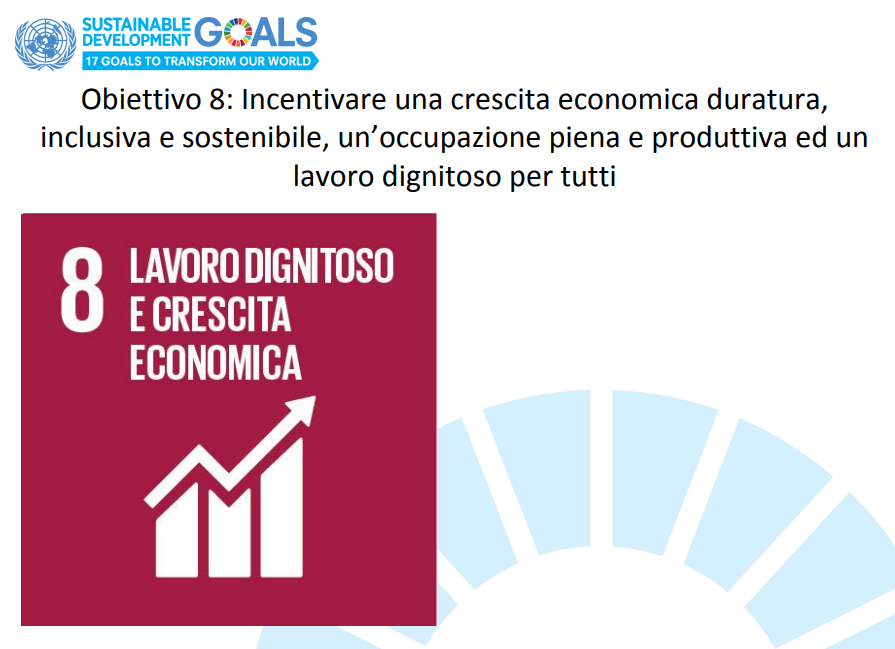 SUSTAINABLE
DEVELOPMENT
GOALS
17 GOALS TO TRANSFORM OUR WORLD
Obiettivo 8: Incentivare una crescita economica duratura,
inclusiva e sostenibile, un’occupazione piena e produttiva ed un
lavoro dignitoso per tutti
8
LAVORO DIGNITOSO
E CRESCITA
ECONOMICA